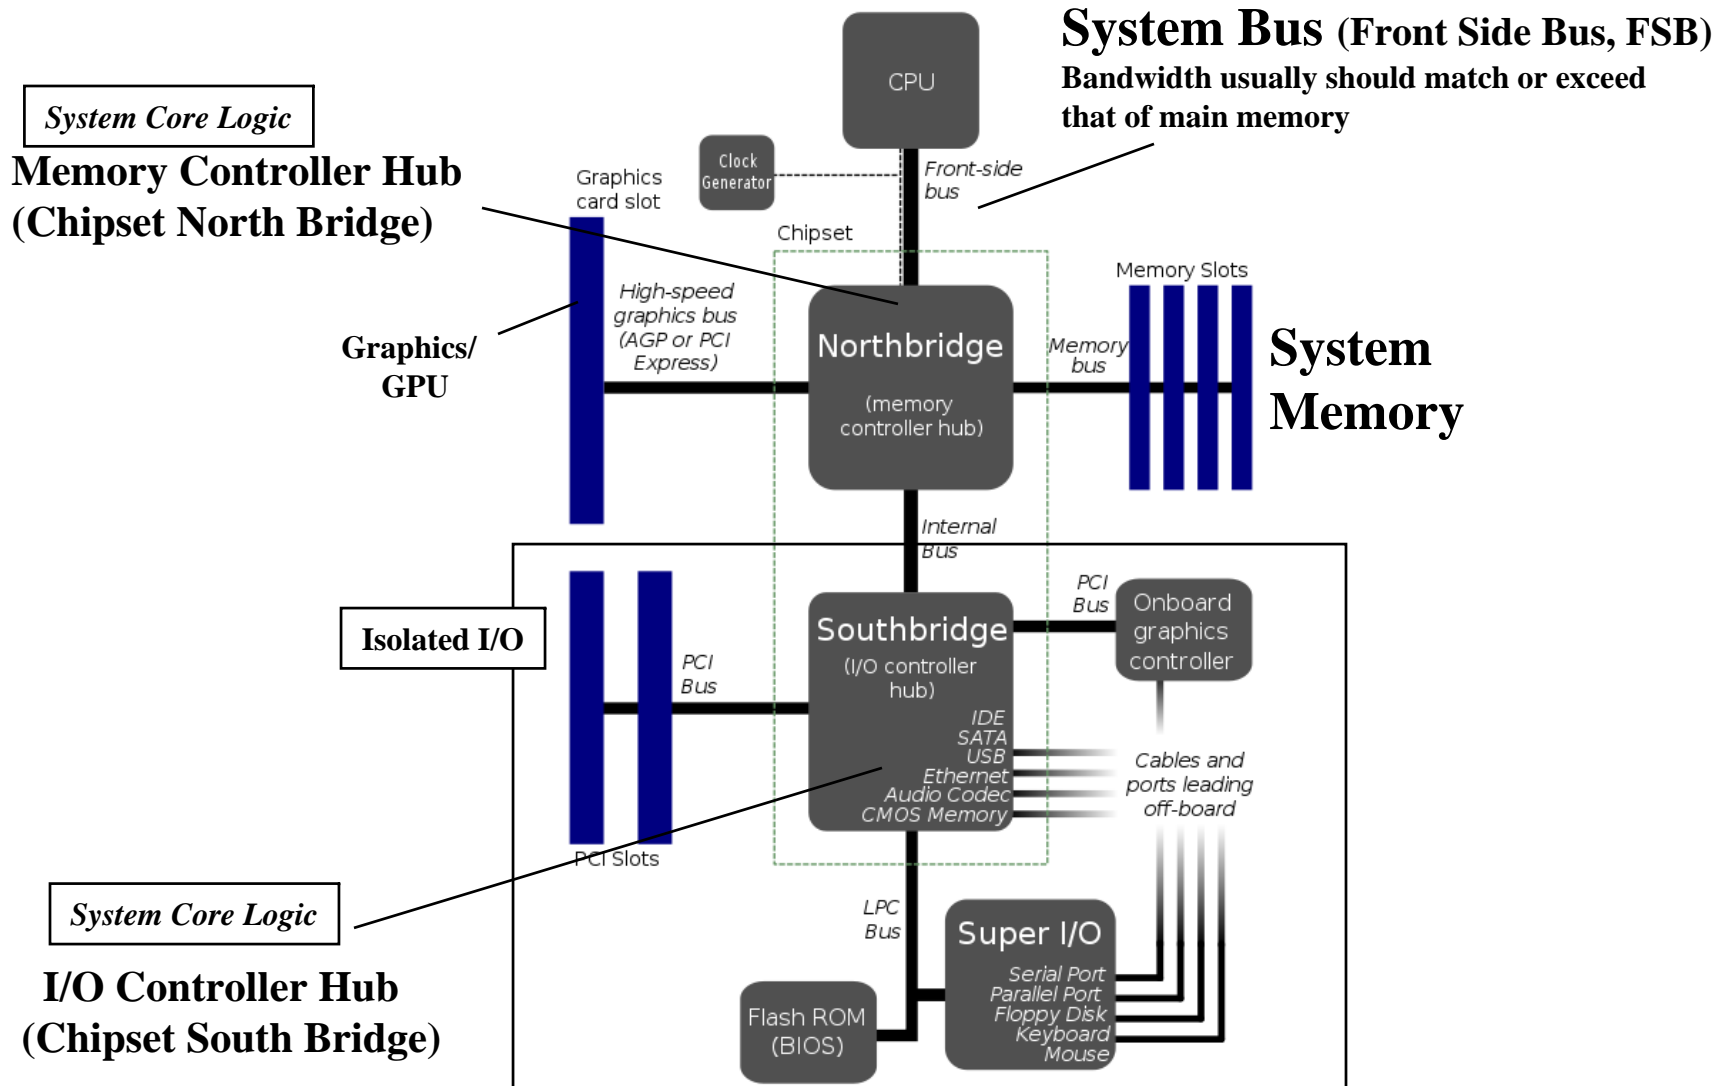 System Bus (Front Side Bus, FSB)
Bandwidth usually should match or exceed
that of main memory
CPU
System Core Logic
Memory Controller Hub
(Chipset North Bridge)
Clock
Generator
Front-side
bus
Graphics
card slot
Chipset
High-speed
graphics bus
(AGP or PCI
Express)
Graphics/
GPU
Northbridge
(memory
controller hub)
Memory
bus
Memory Slots
System
Memory
Internal
Bus
Isolated I/O
PCI
Bus
PCI Slots
Southbridge
(I/O controller
hub)
IDE
SATA
USB
Ethernet
Audio Codec
CMOS Memory
PCI
Bus
Onboard
graphics
controller
Cables and
ports leading
off-board
System Core Logic
I/O Controller Hub
(Chipset South Bridge)
LPC
Bus
Super I/O
Serial Port
Parallel Port
Floppy Disk
Keyboard
Mouse
Flash ROM
(BIOS)